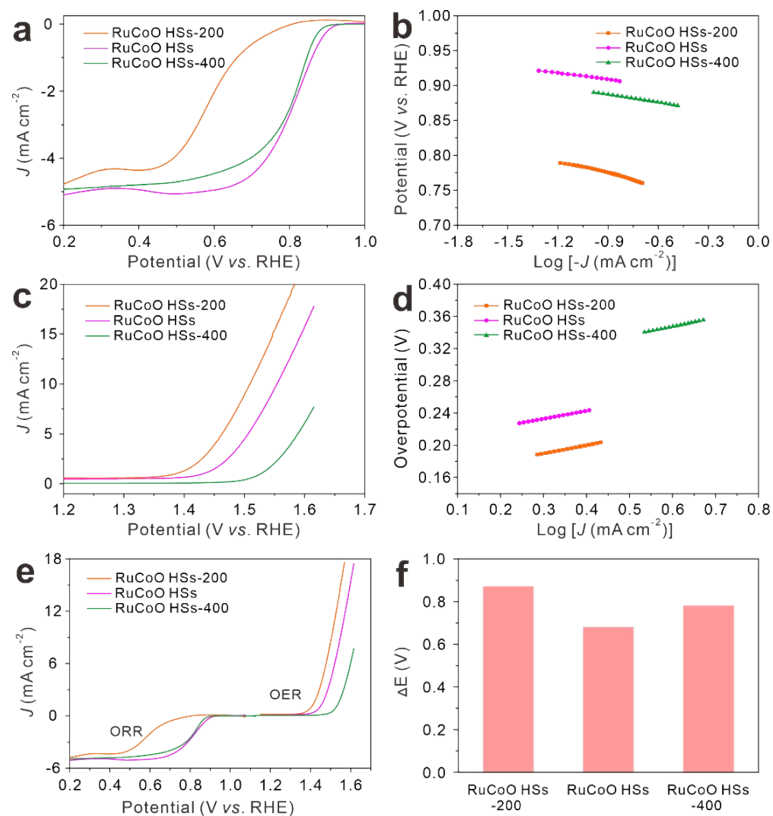 a
RuCoO HSs-200
RuCoO HSs
RuCoO HSs-400
0
-2
-4
-6
J (mA cm⁻²)
0.2 0.4 0.6 0.8 1.0
Potential (V vs. RHE)
b
RuCoO HSs-200
RuCoO HSs
RuCoO HSs-400
1.00
0.95
0.90
0.85
0.80
0.75
0.70
Potential (V vs. RHE)
-1.8 -1.5 -1.2 -0.9 -0.6 -0.3 0.0
Log [-J (mA cm⁻²)]
c
RuCoO HSs-200
RuCoO HSs
RuCoO HSs-400
20
15
10
5
0
J (mA cm⁻²)
1.2 1.3 1.4 1.5 1.6 1.7
Potential (V vs. RHE)
d
RuCoO HSs-200
RuCoO HSs
RuCoO HSs-400
0.40
0.36
0.32
0.28
0.24
0.20
0.16
Overpotential (V)
0.1 0.2 0.3 0.4 0.5 0.6 0.7 0.8
Log [J (mA cm⁻²)]
e
RuCoO HSs-200
RuCoO HSs
RuCoO HSs-400
18
12
6
0
-6
J (mA cm⁻²)
ORR
OER
0.2 0.4 0.6 0.8 1.0 1.2 1.4 1.6
Potential (V vs. RHE)
f
1.0
0.8
0.6
0.4
0.2
0.0
ΔE (V)
RuCoO HSs
-200
RuCoO HSs
RuCoO HSs
-400